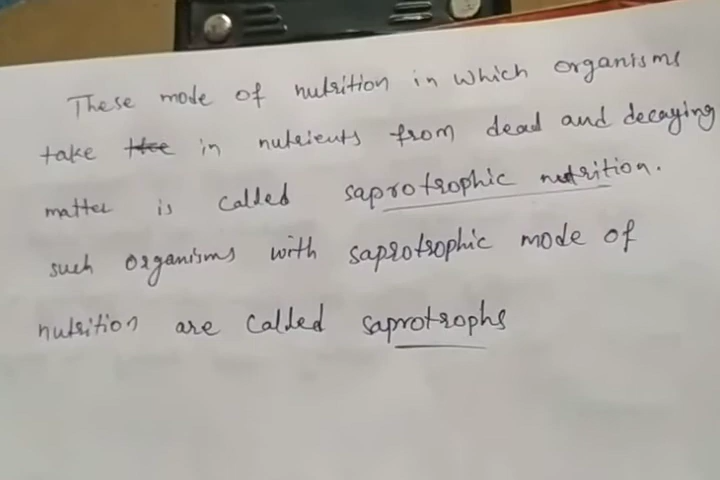 These mode of nutrition in which organisms
take in nutrients from dead and decaying
matter is called saprotrophic nutrition.
such organisms with saprotrophic mode of
nutrition are called saprotrophs